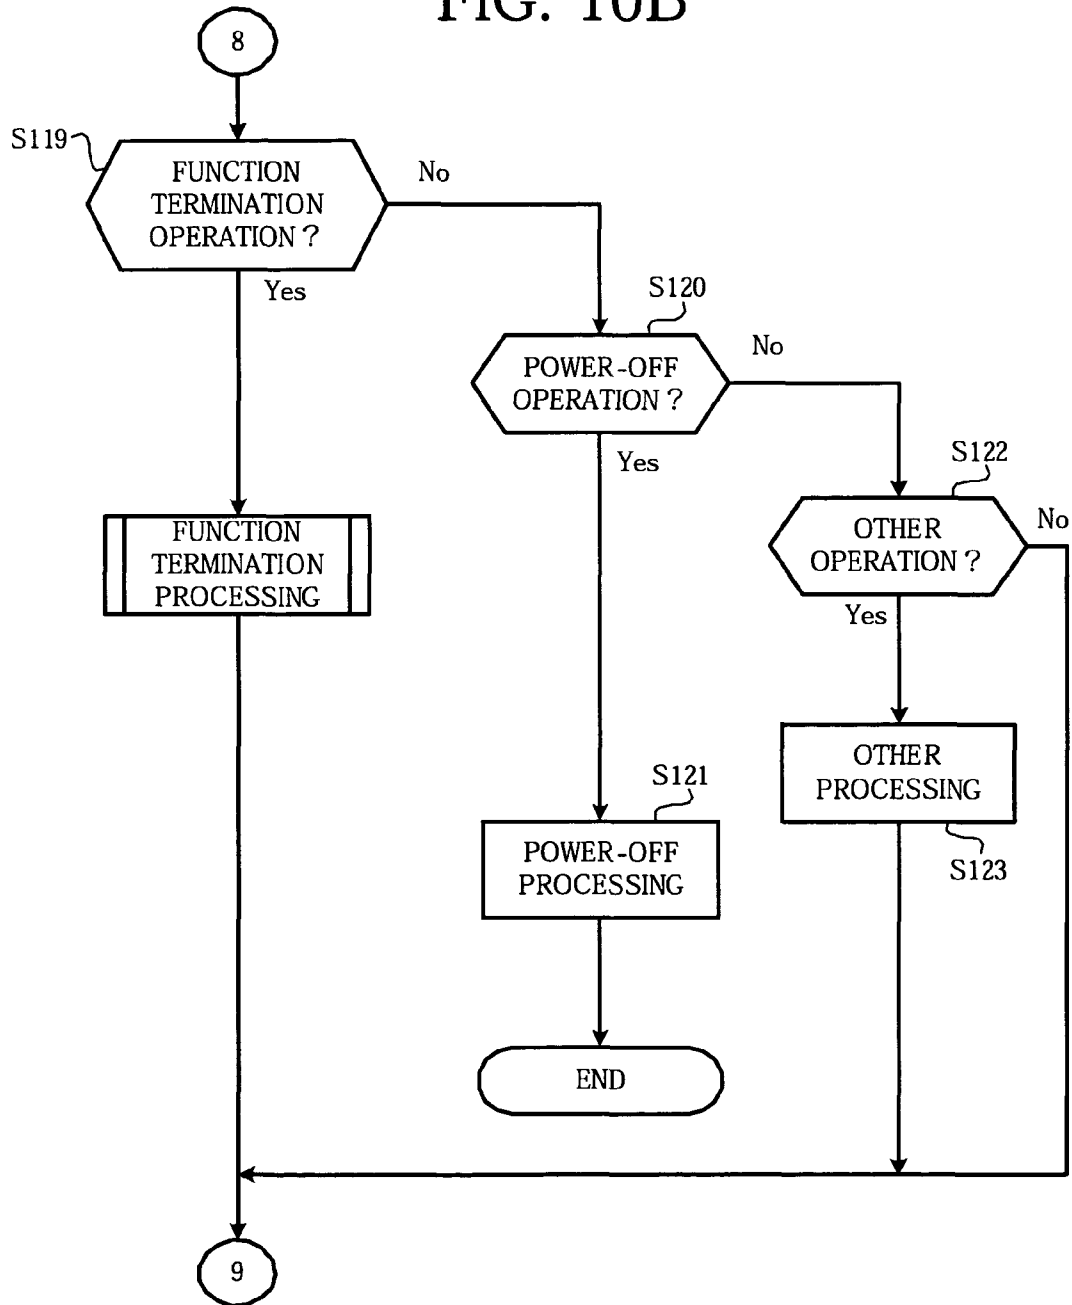 FIG. 10B
8
S119
FUNCTION
TERMINATION
OPERATION ?
No
Yes
S120
POWER-OFF
OPERATION ?
No
Yes
S122
OTHER
OPERATION ?
No
Yes
FUNCTION
TERMINATION
PROCESSING
OTHER
PROCESSING
S123
S121
POWER-OFF
PROCESSING
END
9